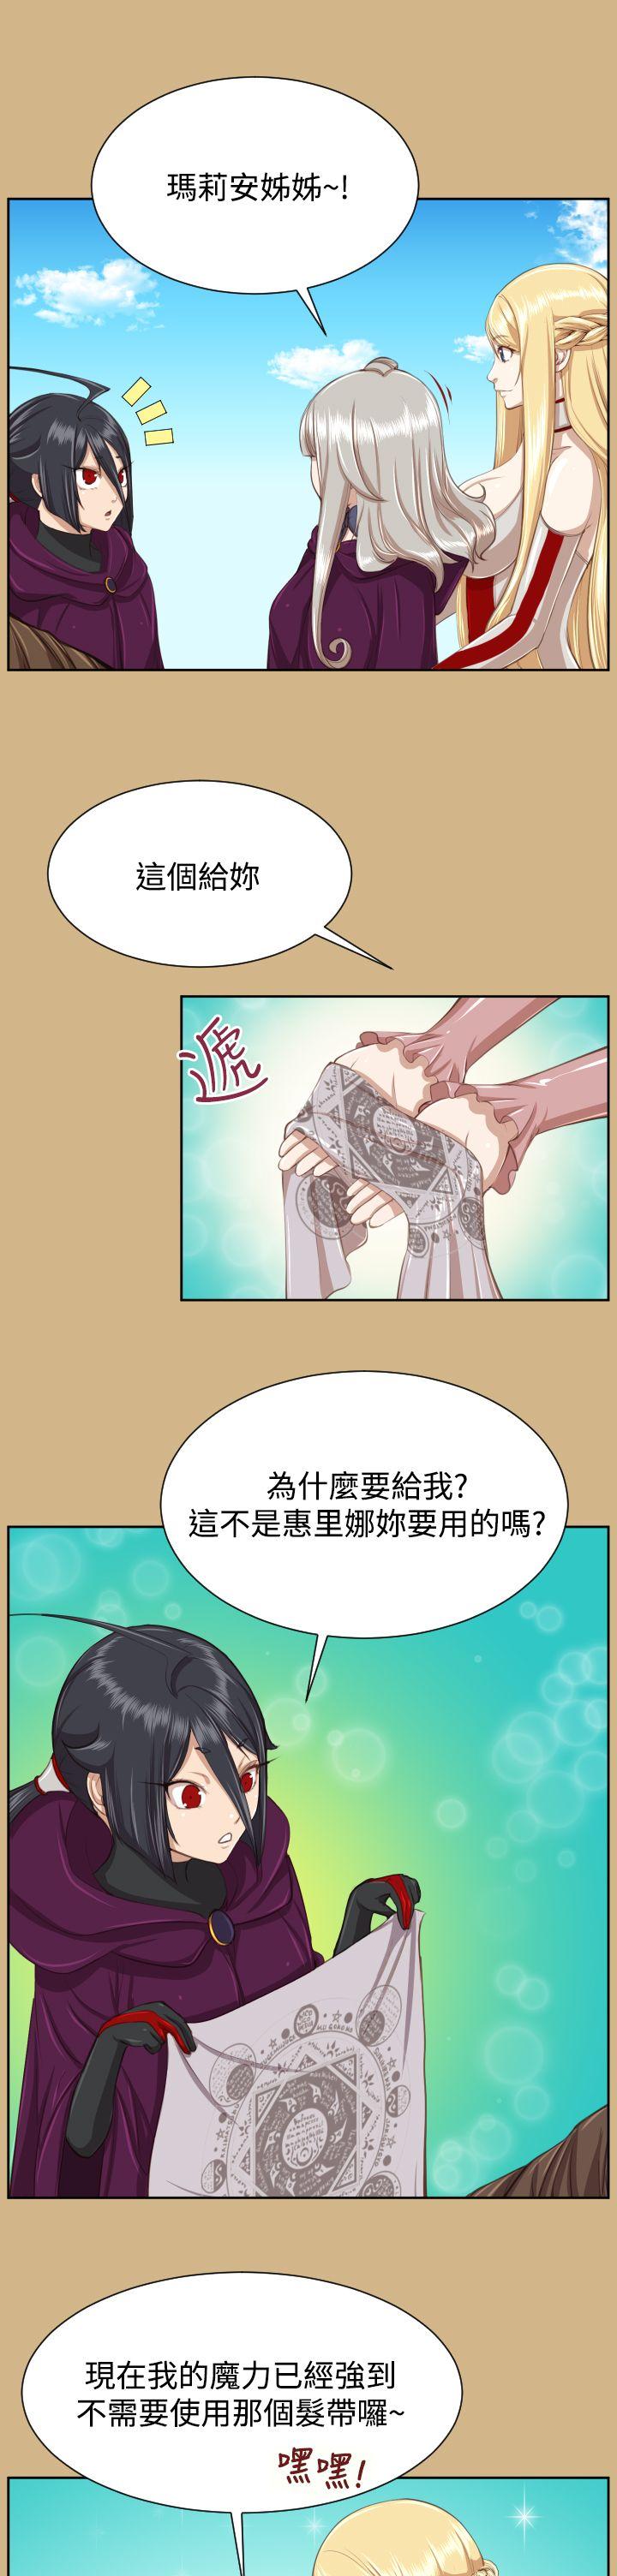 瑪莉安姊姊~!
這個給妳
遞
為什麼要給我?
這不是惠里娜妳要用的嗎?
現在我的魔力已經強到
不需要使用那個髮帶囉~
嘿嘿!